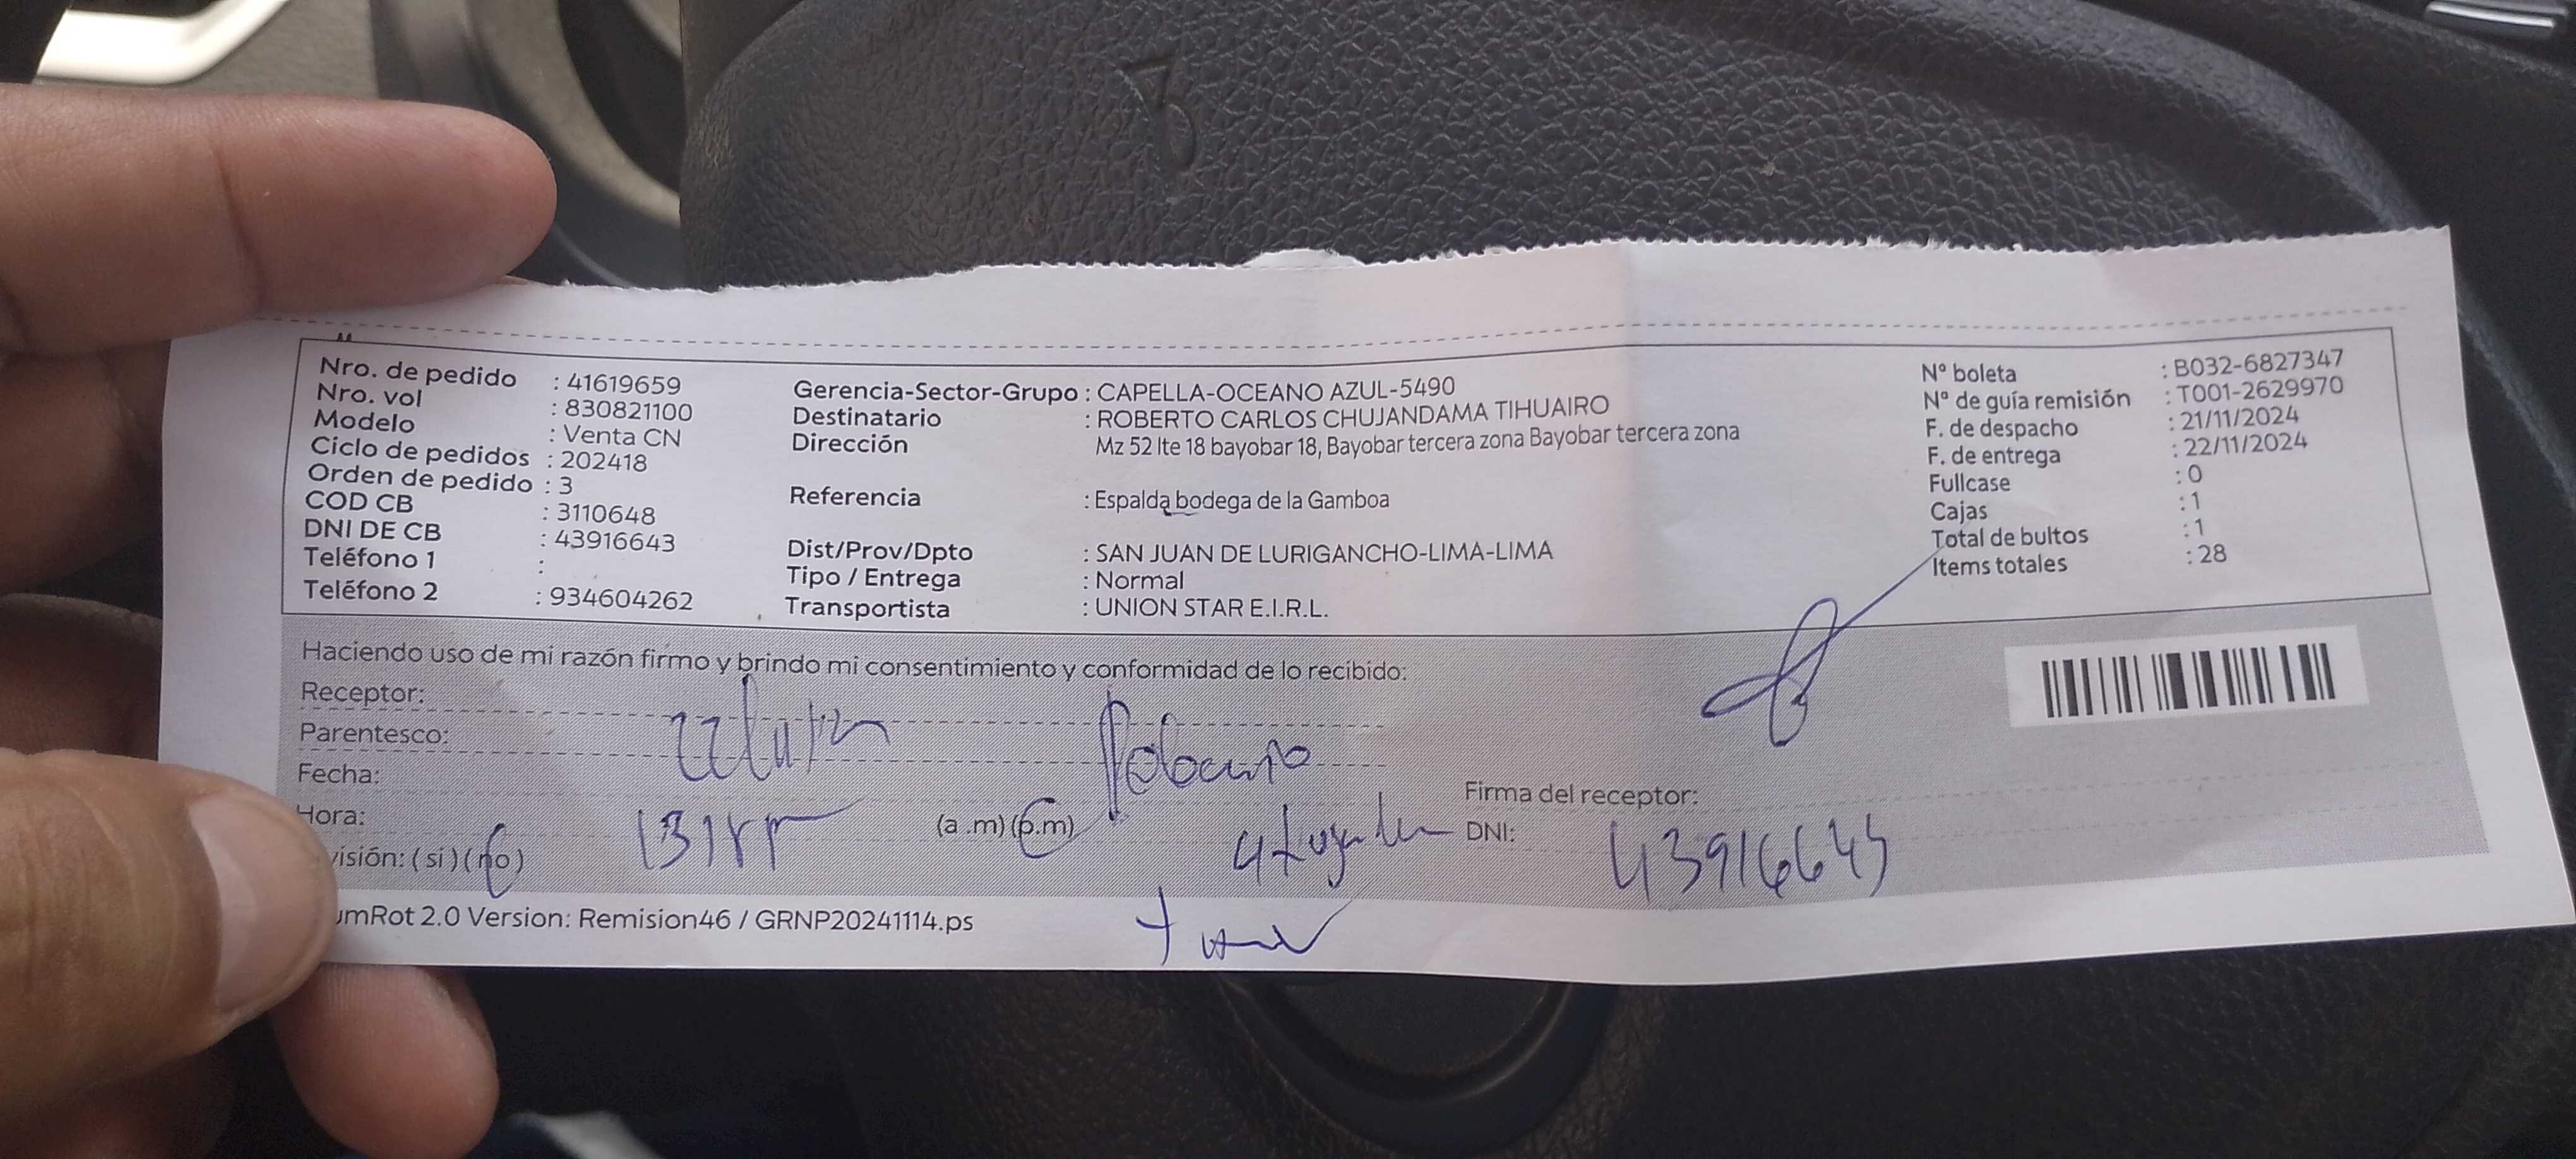 Nro. de pedido : 41619659
Nro. vol : 830821100
Modelo : Venta CN
Ciclo de pedidos : 202418
Orden de pedido : 3
COD CB : 3110648
DNI DE CB : 43916643
Teléfono 1 :
Teléfono 2 : 934604262
Gerencia-Sector-Grupo : CAPELLA-OCEANO AZUL-5490
Destinatario : ROBERTO CARLOS CHUJANDAMA TIHUAIRO
Dirección : Mz 52 lte 18 bayobar 18, Bayobar tercera zona Bayobar tercera zona
Referencia : Espalda bodega de la Gamboa
Dist/Prov/Dpto : SAN JUAN DE LURIGANCHO-LIMA-LIMA
Tipo / Entrega : Normal
Transportista : UNION STAR E.I.R.L.
Nº boleta : B032-6827347
Nº de guía remisión : T001-2629970
F. de despacho : 21/11/2024
F. de entrega : 22/11/2024
Fullcase : 0
Cajas : 1
Total de bultos : 1
Items totales : 28
Haciendo uso de mi razón firmo y brindo mi consentimiento y conformidad de lo recibido:
Receptor:
Parentesco:
Fecha:
Hora: (a .m) (p.m)
visión: ( si ) ( no )
Firma del receptor:
DNI: 43916643
umRot 2.0 Version: Remision46 / GRNP20241114.ps